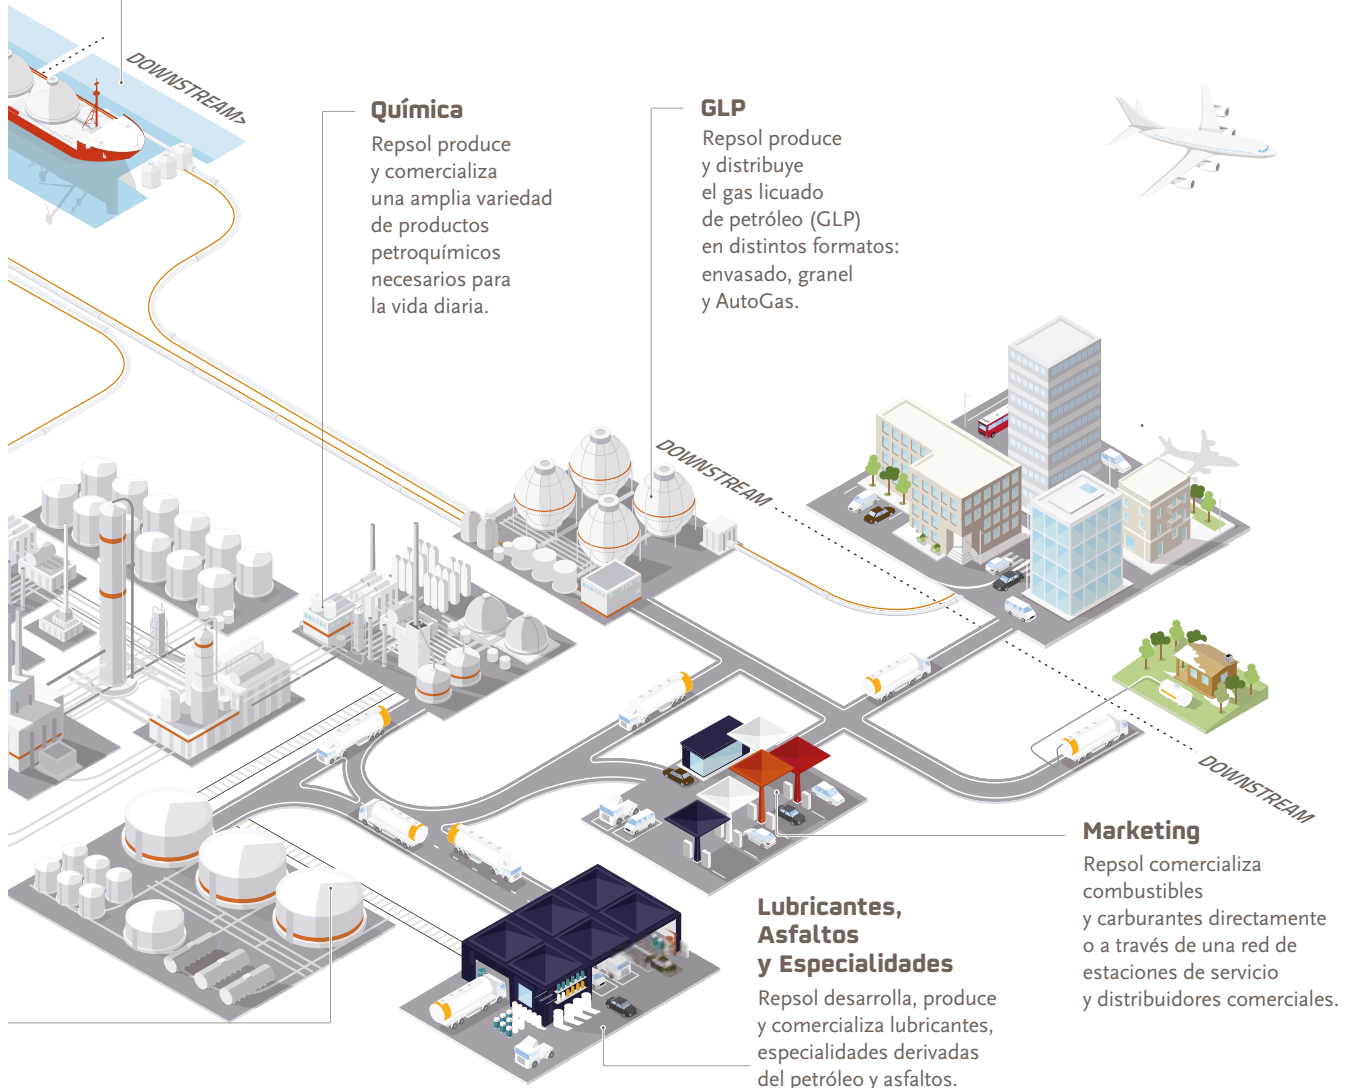 DOWNSTREAM>
Química
Repsol produce
y comercializa
una amplia variedad
de productos
petroquímicos
necesarios para
la vida diaria.
GLP
Repsol produce
y distribuye
el gas licuado
de petróleo (GLP)
en distintos formatos:
envasado, granel
y AutoGas.
DOWNSTREAM
DOWNSTREAM
Marketing
Repsol comercializa
combustibles
y carburantes directamente
o a través de una red de
estaciones de servicio
y distribuidores comerciales.
Lubricantes,
Asfaltos
y Especialidades
Repsol desarrolla, produce
y comercializa lubricantes,
especialidades derivadas
del petróleo y asfaltos.